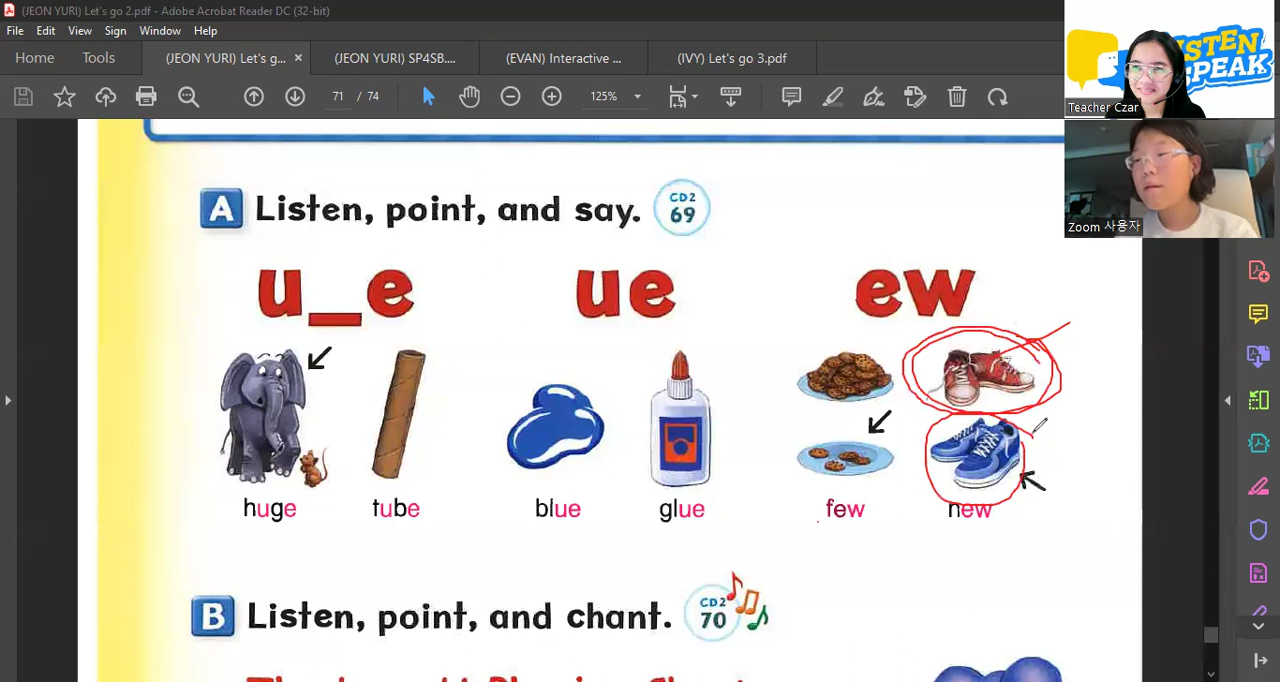 (JEON YURI) Let's go 2.pdf - Adobe Acrobat Reader DC (32-bit)
File Edit View Sign Window Help
Home Tools (JEON YURI) Let's g... × (JEON YURI) SP4SB.... (EVAN) Interactive ... (IVY) Let's go 3.pdf
71 / 74 125%
LISTEN
SPEAK
Teacher Czar
Zoom 사용자
A Listen, point, and say. CD2 69
u_e ue ew
huge tube blue glue few new
B Listen, point, and chant. CD2 70